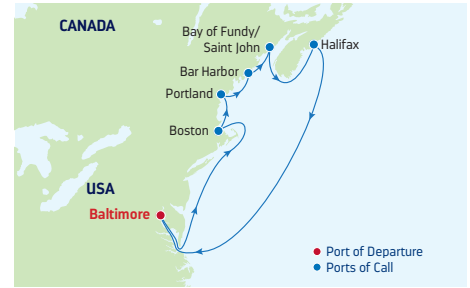 CANADA
Bay of Fundy/
Saint John
Halifax
Bar Harbor
Portland
Boston
USA
Baltimore
Port of Departure
Ports of Call